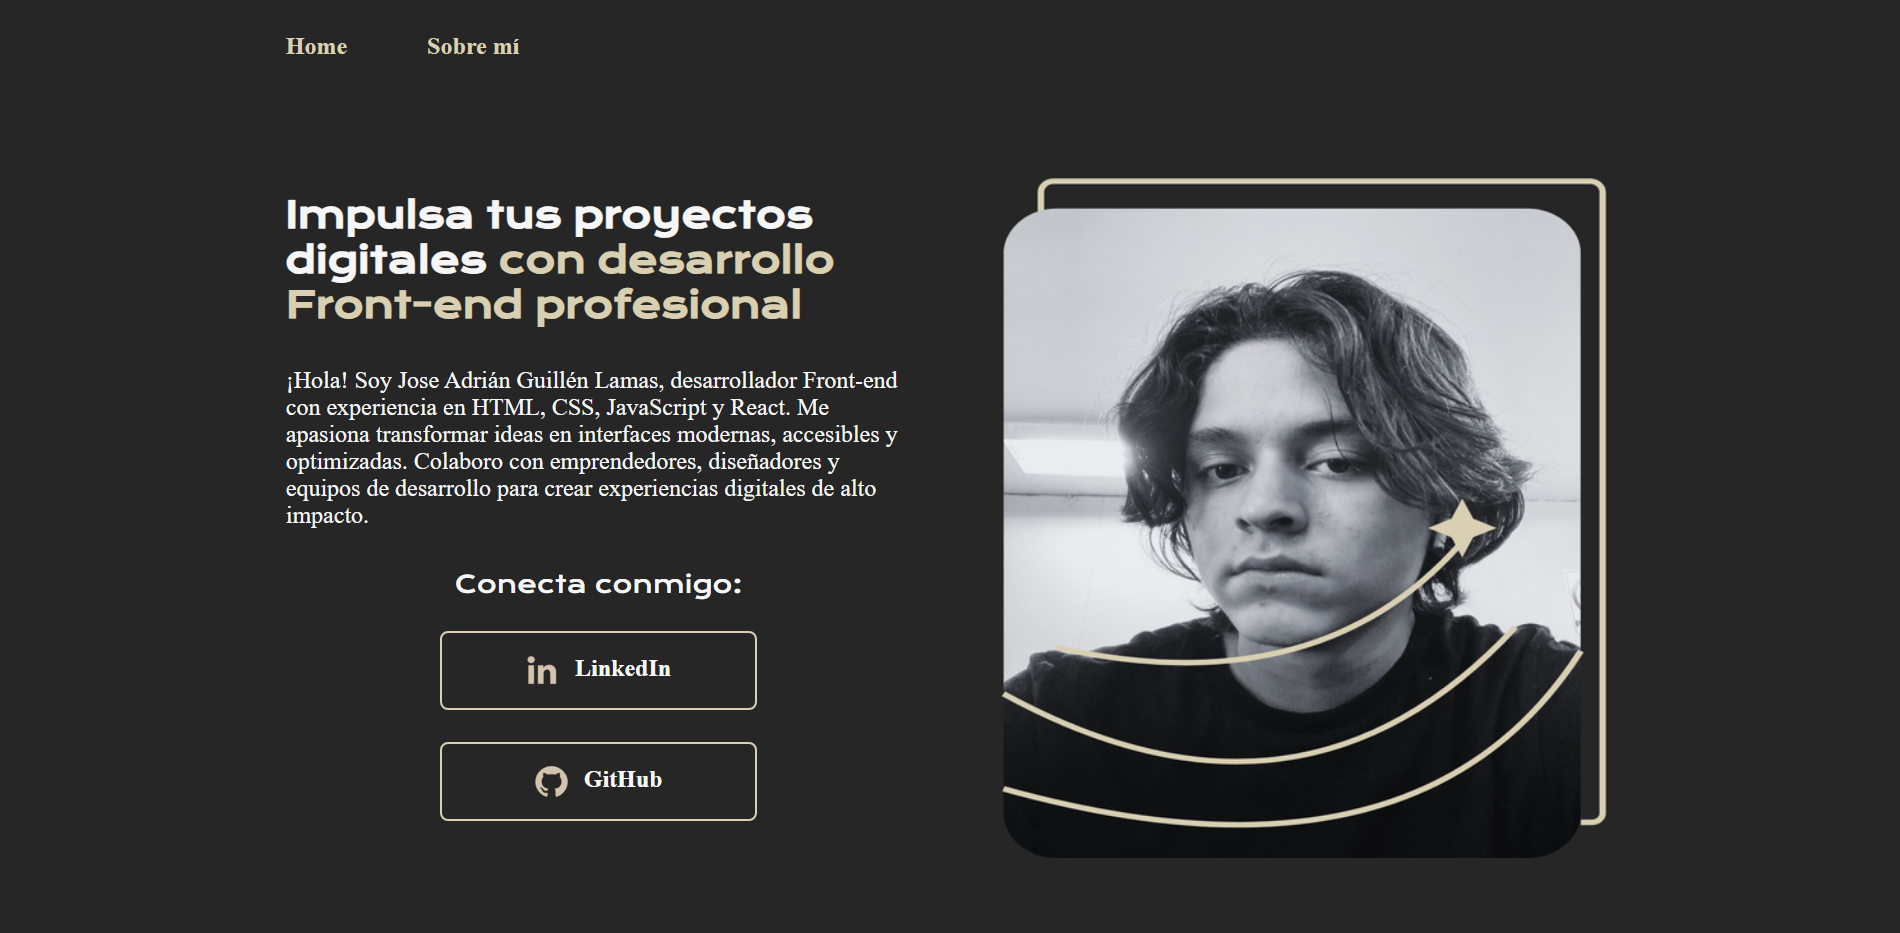 Home Sobre mí
Impulsa tus proyectos
digitales con desarrollo
Front-end profesional
¡Hola! Soy Jose Adrián Guillén Lamas, desarrollador Front-end
con experiencia en HTML, CSS, JavaScript y React. Me
apasiona transformar ideas en interfaces modernas, accesibles y
optimizadas. Colaboro con emprendedores, diseñadores y
equipos de desarrollo para crear experiencias digitales de alto
impacto.
Conecta conmigo:
in LinkedIn
GitHub